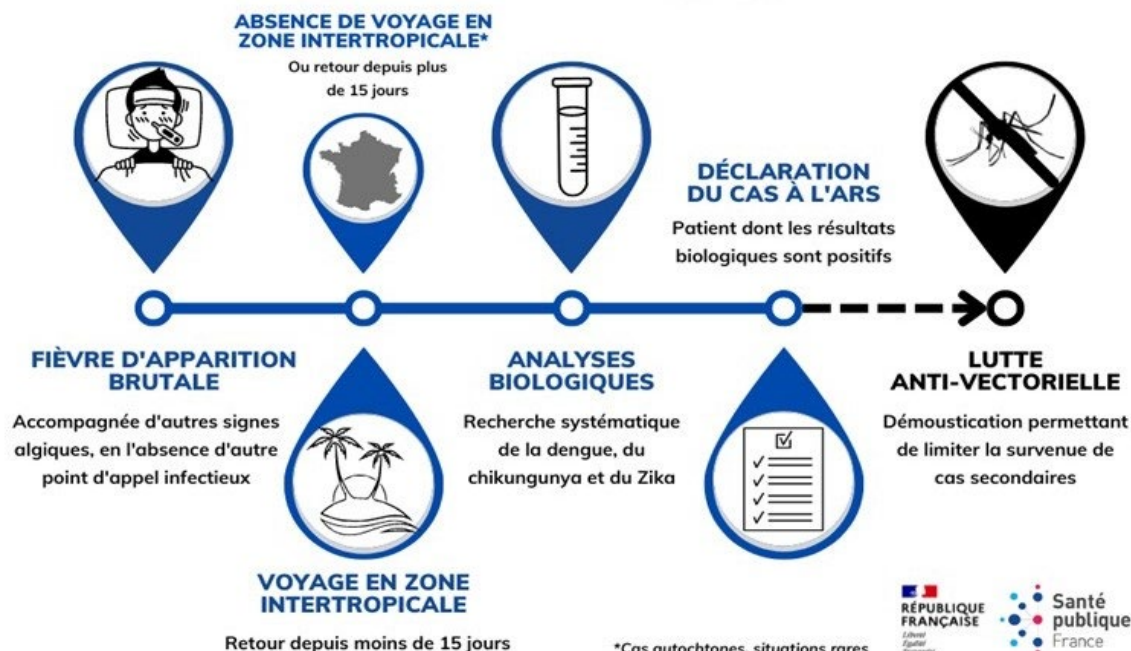 ABSENCE DE VOYAGE EN
ZONE INTERTROPICALE*
Ou retour depuis plus
de 15 jours
DÉCLARATION
DU CAS À L'ARS
Patient dont les résultats
biologiques sont positifs
FIÈVRE D'APPARITION
BRUTALE
Accompagnée d'autres signes
algiques, en l'absence d'autre
point d'appel infectieux
ANALYSES
BIOLOGIQUES
Recherche systématique
de la dengue, du
chikungunya et du Zika
LUTTE
ANTI-VECTORIELLE
Démoustication permettant
de limiter la survenue de
cas secondaires
VOYAGE EN ZONE
INTERTROPICALE
Retour depuis moins de 15 jours
*Cas autochtones, situations rares
RÉPUBLIQUE
FRANÇAISE
Liberté
Égalité
Santé
publique
France